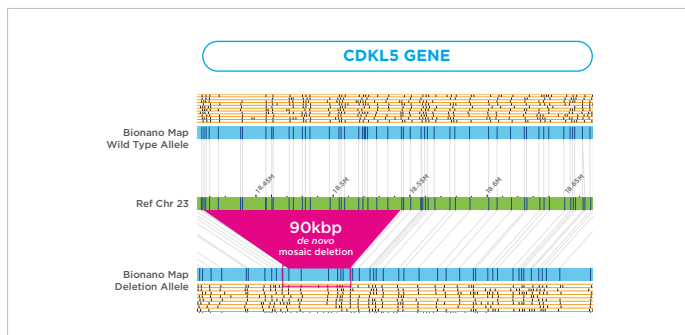 CDKL5 GENE
Bionano Map
Wild Type Allele
18.45M
18.5M
18.55M
18.6M
18.65M
Ref Chr 23
90kbp
de novo
mosaic deletion
Bionano Map
Deletion Allele